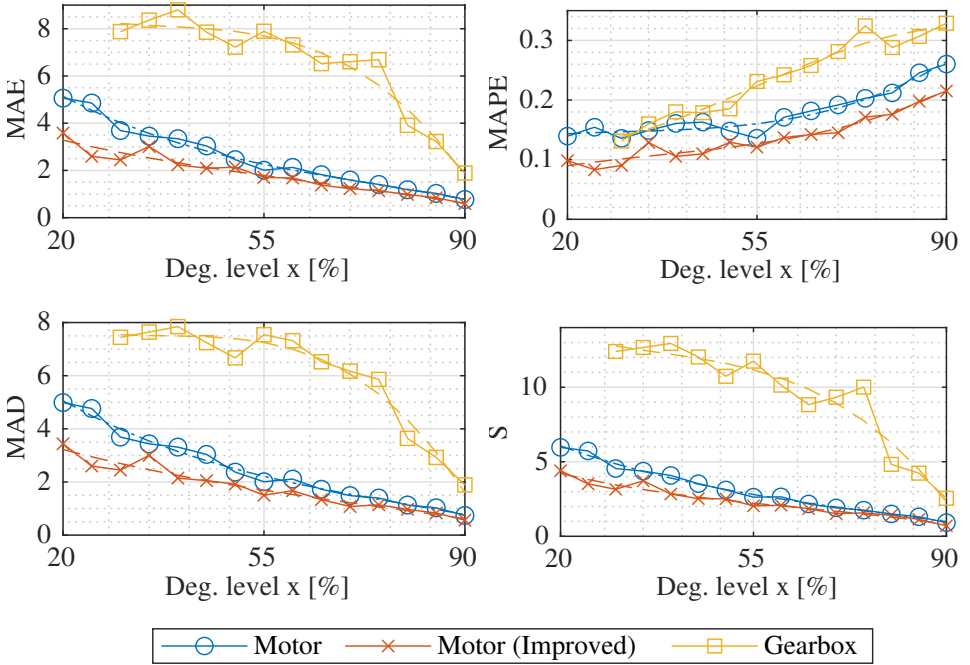 8
6
4
2
0
MAE
20
55
90
Deg. level x [%]
0.3
0.2
0.1
0
MAPE
20
55
90
Deg. level x [%]
8
6
4
2
0
MAD
20
55
90
Deg. level x [%]
10
5
0
S
20
55
90
Deg. level x [%]
Motor
Motor (Improved)
Gearbox